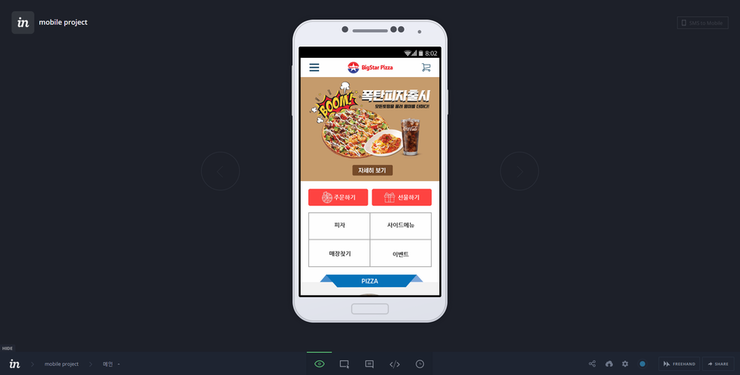 in mobile project
8:02
BigStar Pizza
BOOM!
폭탄피자출시
자세히 보기
주문하기 선물하기
피자 사이드메뉴
매장찾기 이벤트
PIZZA
HIDE
in mobile project 메인
FREEHAND SHARE